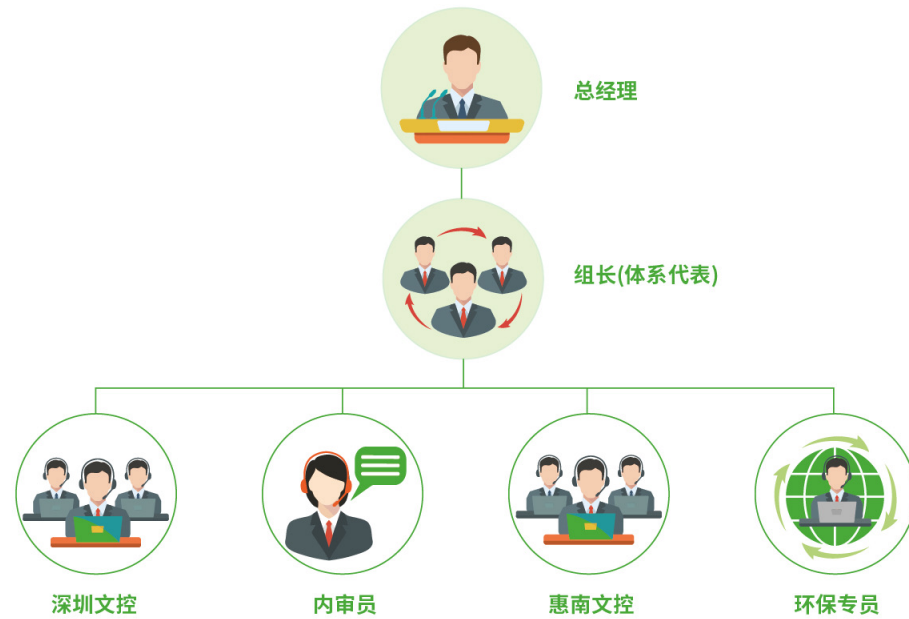 总经理
组长(体系代表)
深圳文控
内审员
惠南文控
环保专员